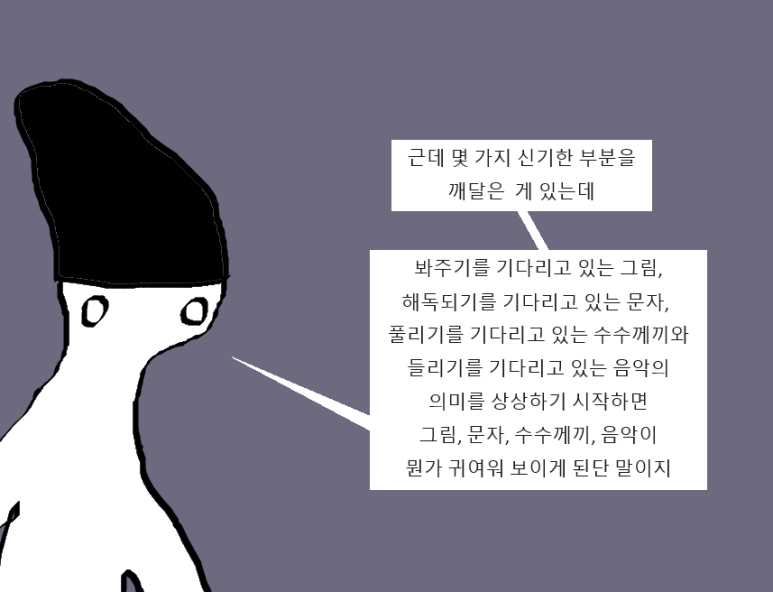 근데 몇 가지 신기한 부분을
깨달은 게 있는데
봐주기를 기다리고 있는 그림,
해독되기를 기다리고 있는 문자,
풀리기를 기다리고 있는 수수께끼와
들리기를 기다리고 있는 음악의
의미를 상상하기 시작하면
그림, 문자, 수수께끼, 음악이
뭔가 귀여워 보이게 된단 말이지